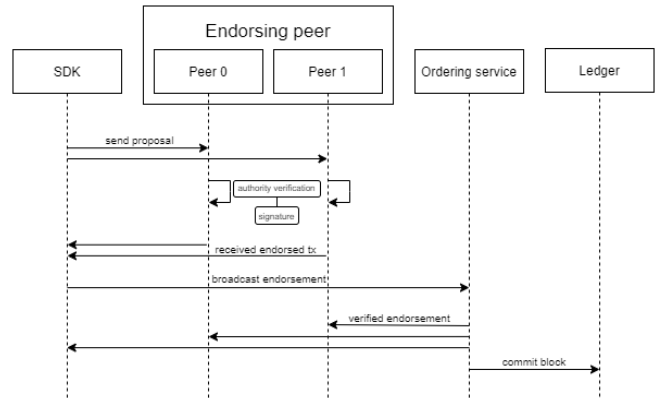 Endorsing peer
SDK
Peer 0
Peer 1
Ordering service
Ledger
send proposal
authority verification
signature
received endorsed tx
broadcast endorsement
verified endorsement
commit block